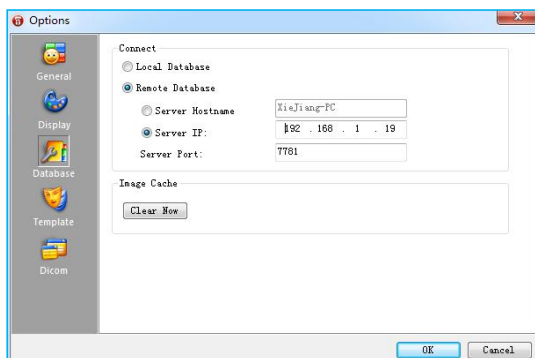 Options
General
Display
Database
Template
Dicom
Connect
Local Database
Remote Database
Server Hostname XieJiang-PC
Server IP: 192 . 168 . 1 . 19
Server Port: 7781
Image Cache
Clear Now
OK Cancel